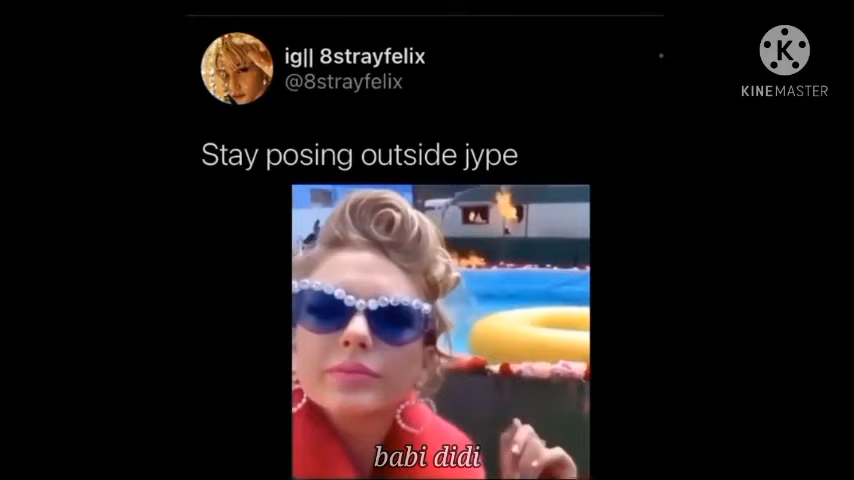 ig|| 8strayfelix
@8strayfelix
K
KINEMASTER
Stay posing outside jype
babi didi